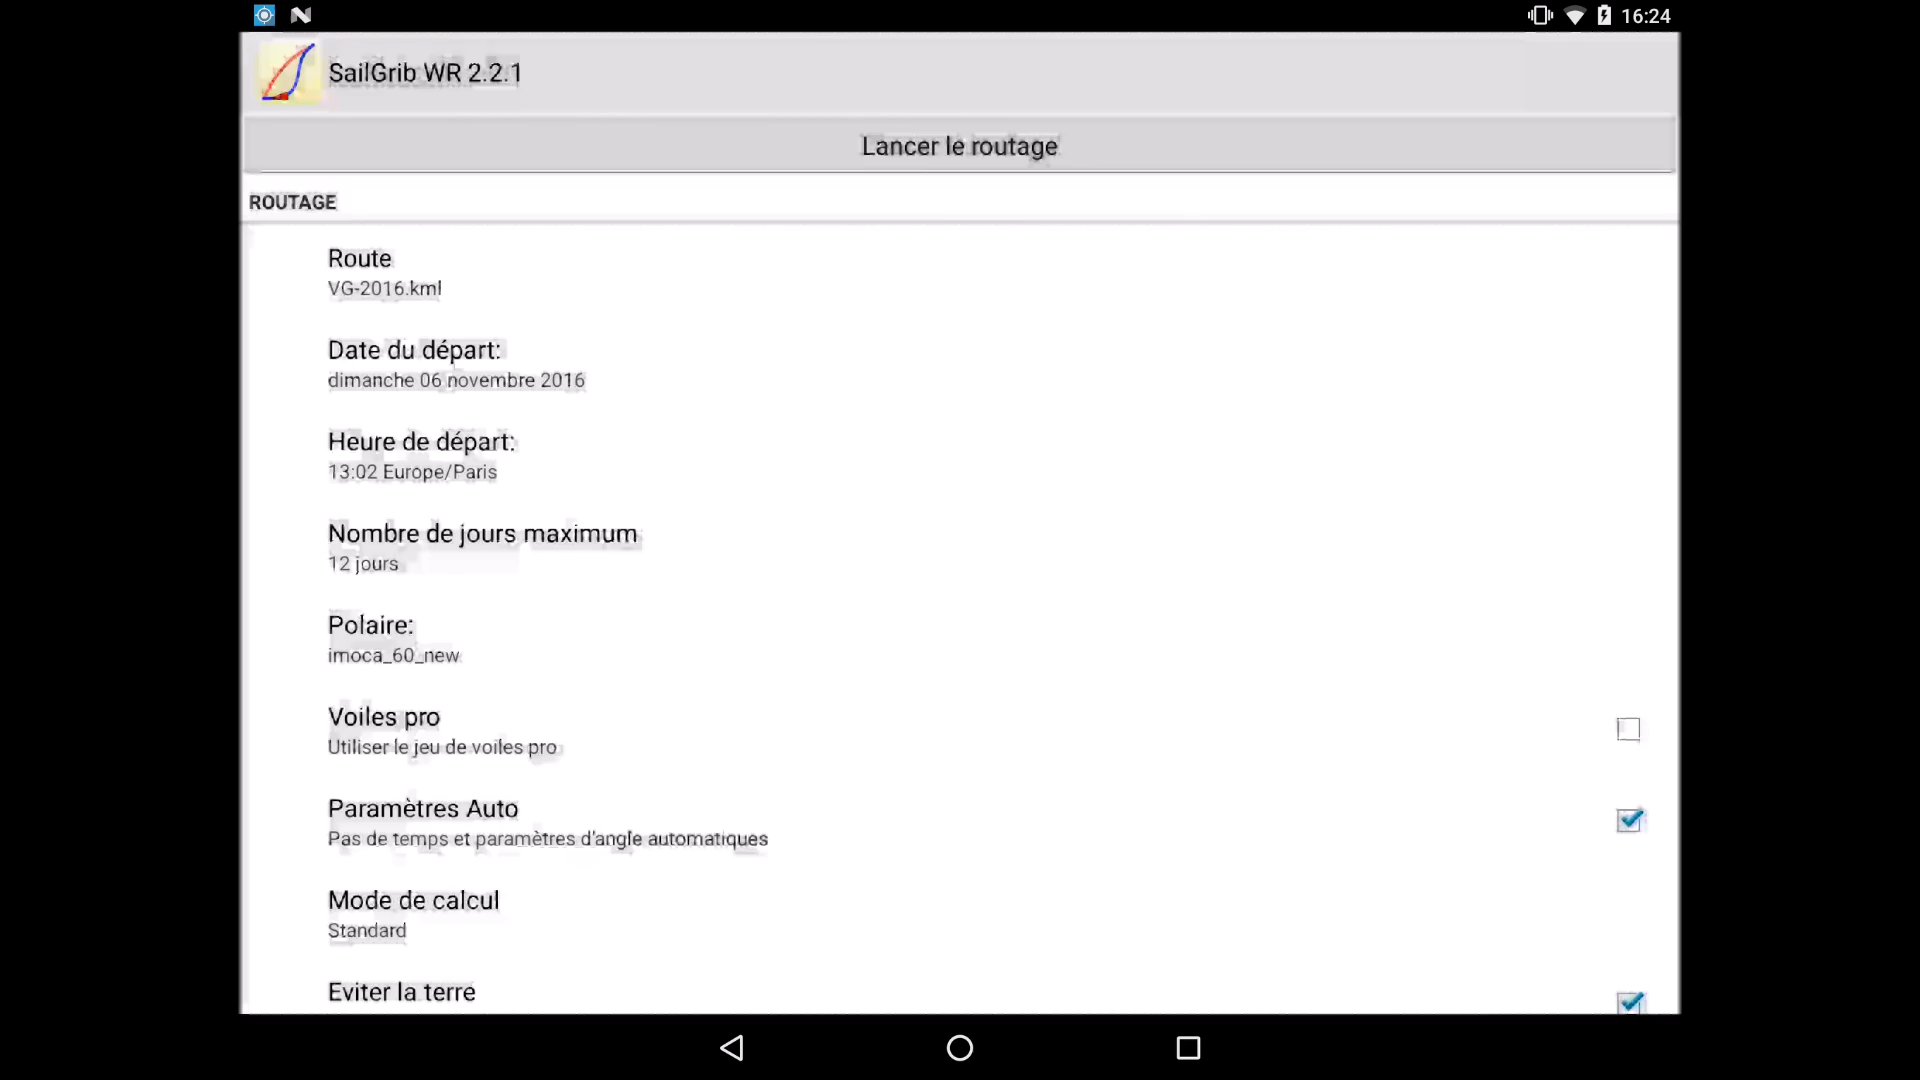 16:24
SailGrib WR 2.2.1
Lancer le routage
ROUTAGE
Route
VG-2016.kml
Date du départ:
dimanche 06 novembre 2016
Heure de départ:
13:02 Europe/Paris
Nombre de jours maximum
12 jours
Polaire:
imoca_60_new
Voiles pro
Utiliser le jeu de voiles pro
Paramètres Auto
Pas de temps et paramètres d'angle automatiques
Mode de calcul
Standard
Eviter la terre